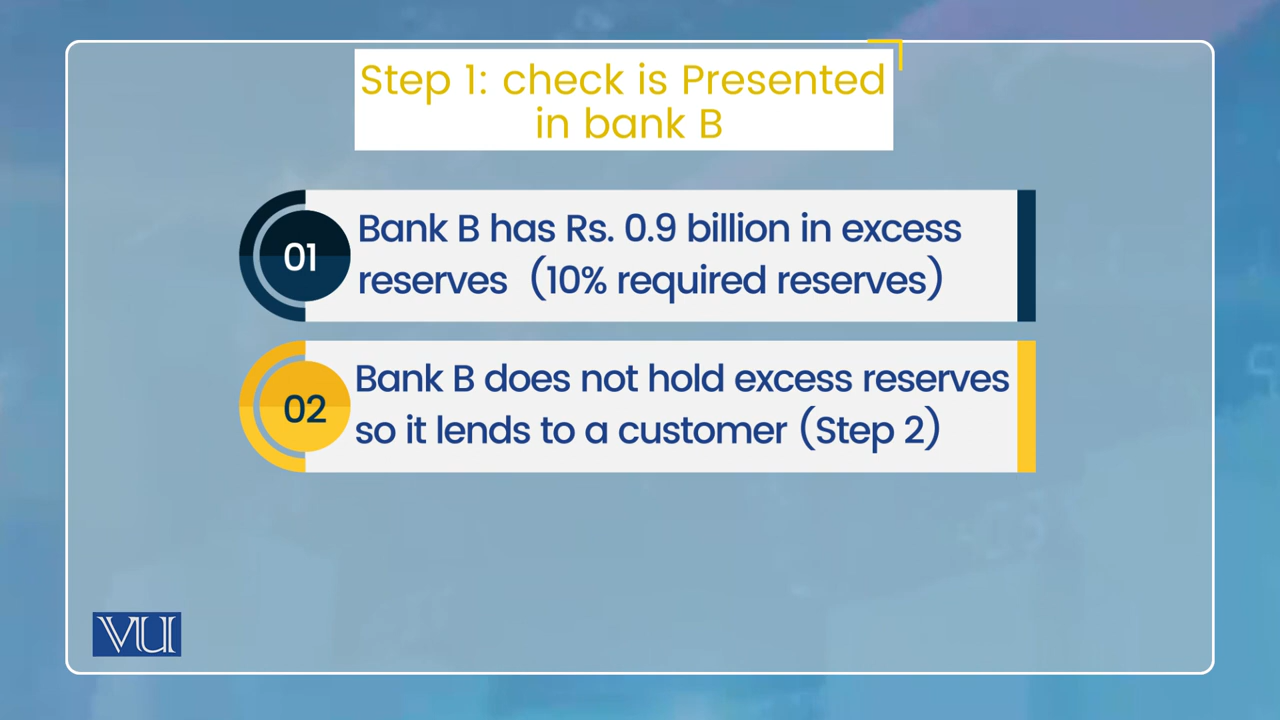 Step 1: check is Presented
in bank B
01
Bank B has Rs. 0.9 billion in excess
reserves (10% required reserves)
02
Bank B does not hold excess reserves
so it lends to a customer (Step 2)
VU